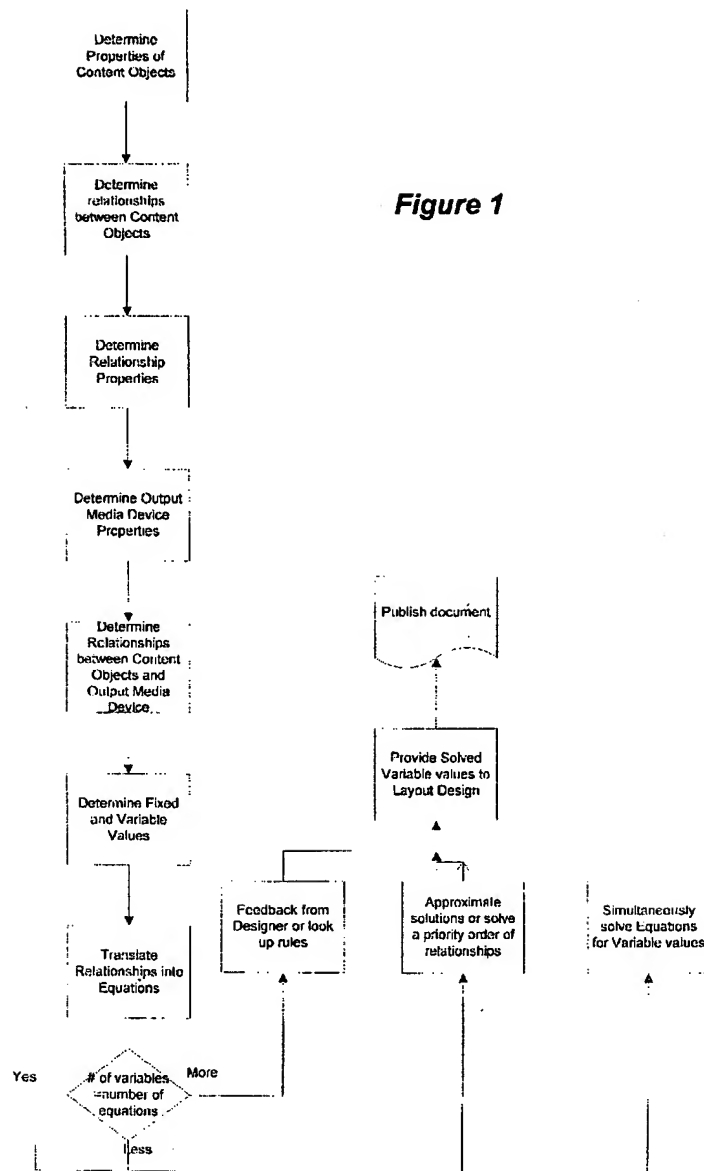 Determine
Properties of
Content Objects
Determine
relationships
between Content
Objects
Figure 1
Determine
Relationship
Properties
Determine Output
Media Device
Properties
Determine
Relationships
between Content
Objects and
Output Media
Device
Publish document
Provide Solved
Variable values to
Layout Design
Determine Fixed
and Variable
Values
Feedback from
Designer or look
up rules
Approximate
solutions or solve
a priority order of
relationships
Simultaneously
solve Equations
for Variable values
Translate
Relationships into
Equations
Yes
# of variables
=number of
equations
More
Less